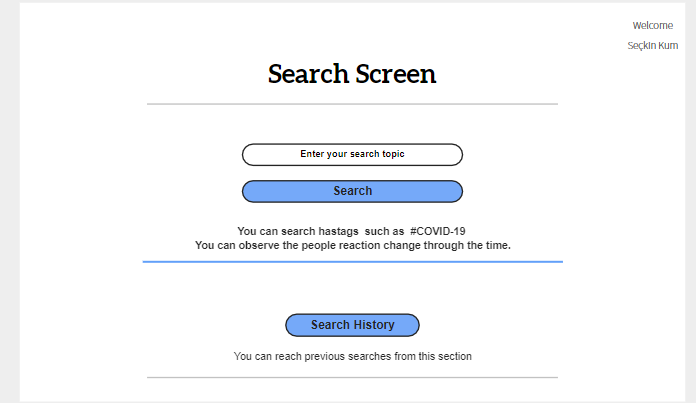 Welcome
Seçkin Kum
Search Screen
Enter your search topic
Search
You can search hastags such as #COVID-19
You can observe the people reaction change through the time.
Search History
You can reach previous searches from this section